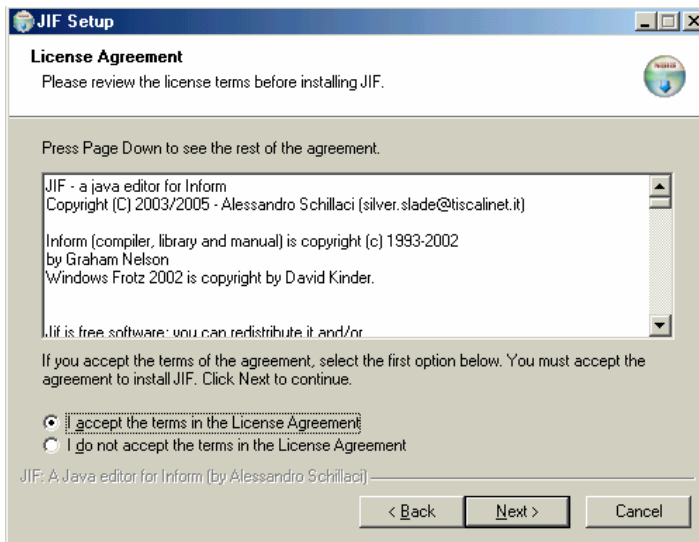 JIF Setup
License Agreement
Please review the license terms before installing JIF.
Press Page Down to see the rest of the agreement.
JIF - a java editor for Inform
Copyright (C) 2003/2005 - Alessandro Schillaci (silver.slade@tiscalinet.it)
Inform (compiler, library and manual) is copyright (c) 1993-2002
by Graham Nelson
Windows Frotz 2002 is copyright by David Kinder.
Jif is free software; you can redistribute it and/or
If you accept the terms of the agreement, select the first option below. You must accept the
agreement to install JIF. Click Next to continue.
I accept the terms in the License Agreement
I do not accept the terms in the License Agreement
JIF: A Java editor for Inform (by Alessandro Schillaci)
< Back Next > Cancel